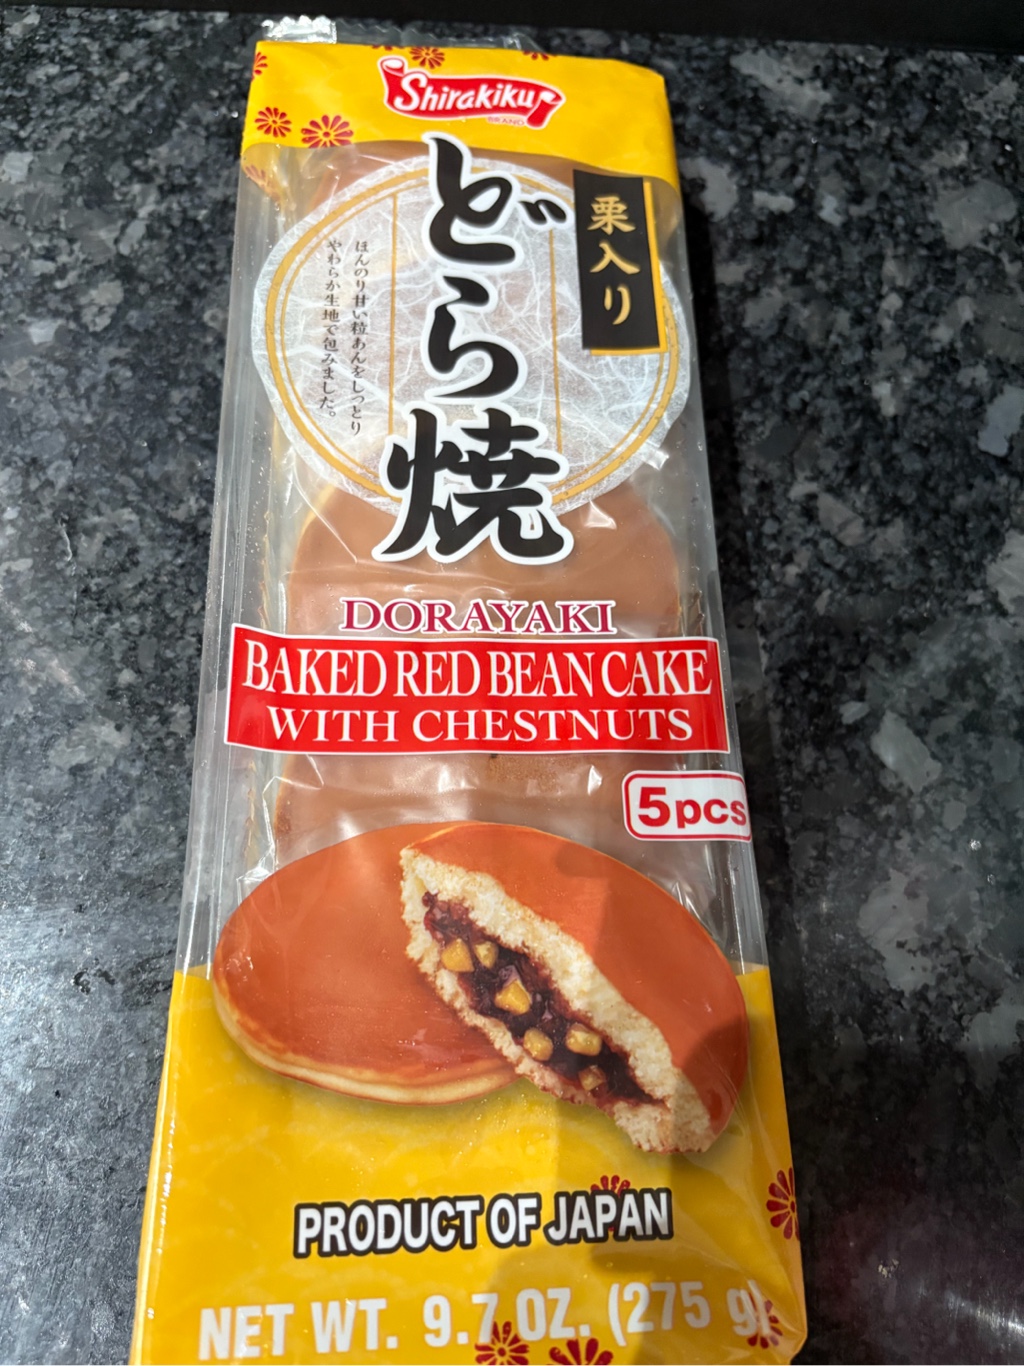 Shirakiku
BRAND
どら焼
栗入り
ほんのり甘い粒あんをしっとり
やわらか生地で包みました。
DORAYAKI
BAKED RED BEAN CAKE
WITH CHESTNUTS
5pcs
PRODUCT OF JAPAN
NET WT. 9.7 OZ. (275 g)